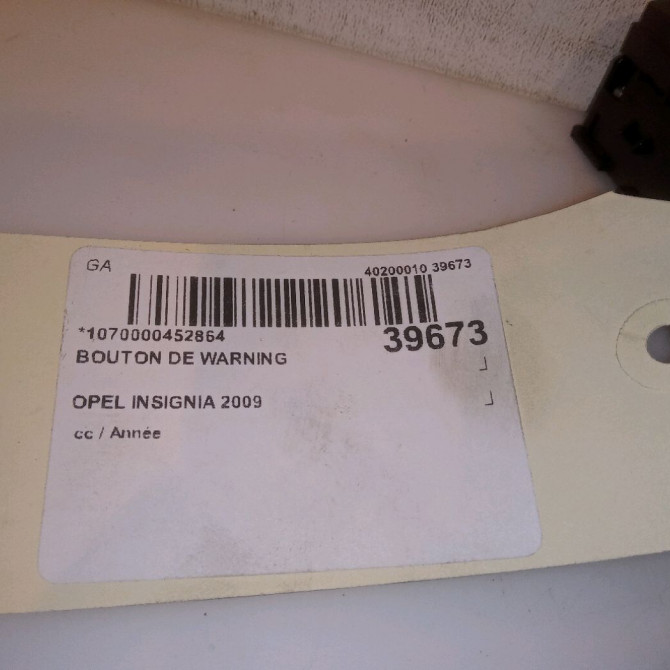 GA
40200010 39673
*1070000452864
39673
BOUTON DE WARNING
OPEL INSIGNIA 2009
cc / Année